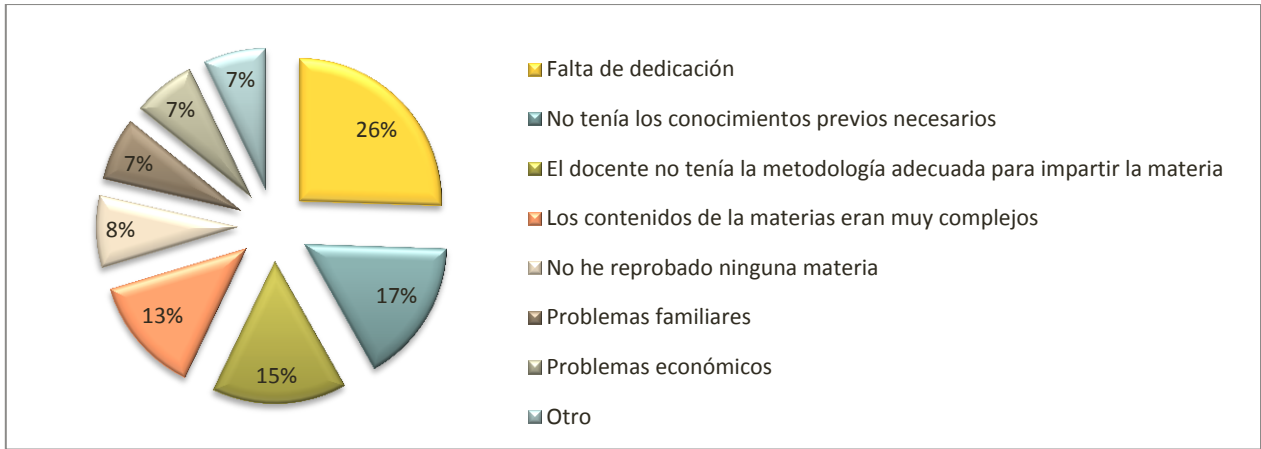 7%
26%
7%
7%
8%
17%
13%
15%
Falta de dedicación
No tenía los conocimientos previos necesarios
El docente no tenía la metodología adecuada para impartir la materia
Los contenidos de la materias eran muy complejos
No he reprobado ninguna materia
Problemas familiares
Problemas económicos
Otro